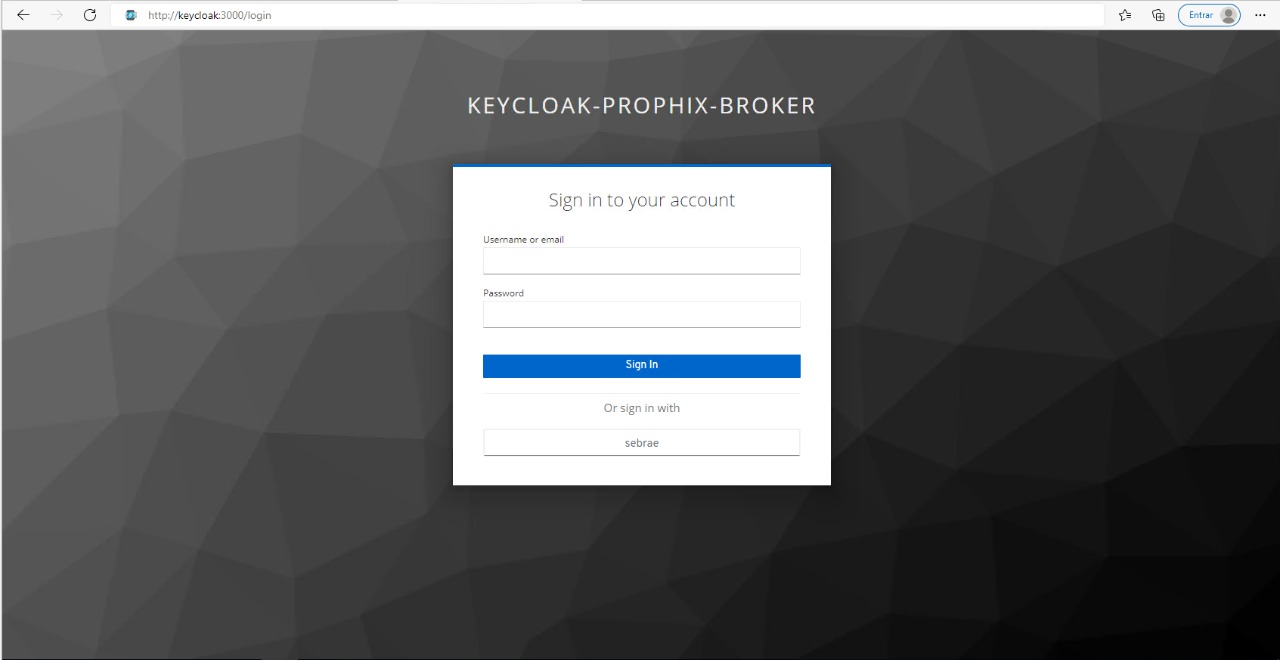 http://keycloak:3000/login
Entrar
KEYCLOAK-PROPHIX-BROKER
Sign in to your account
Username or email
Password
Sign In
Or sign in with
sebrae